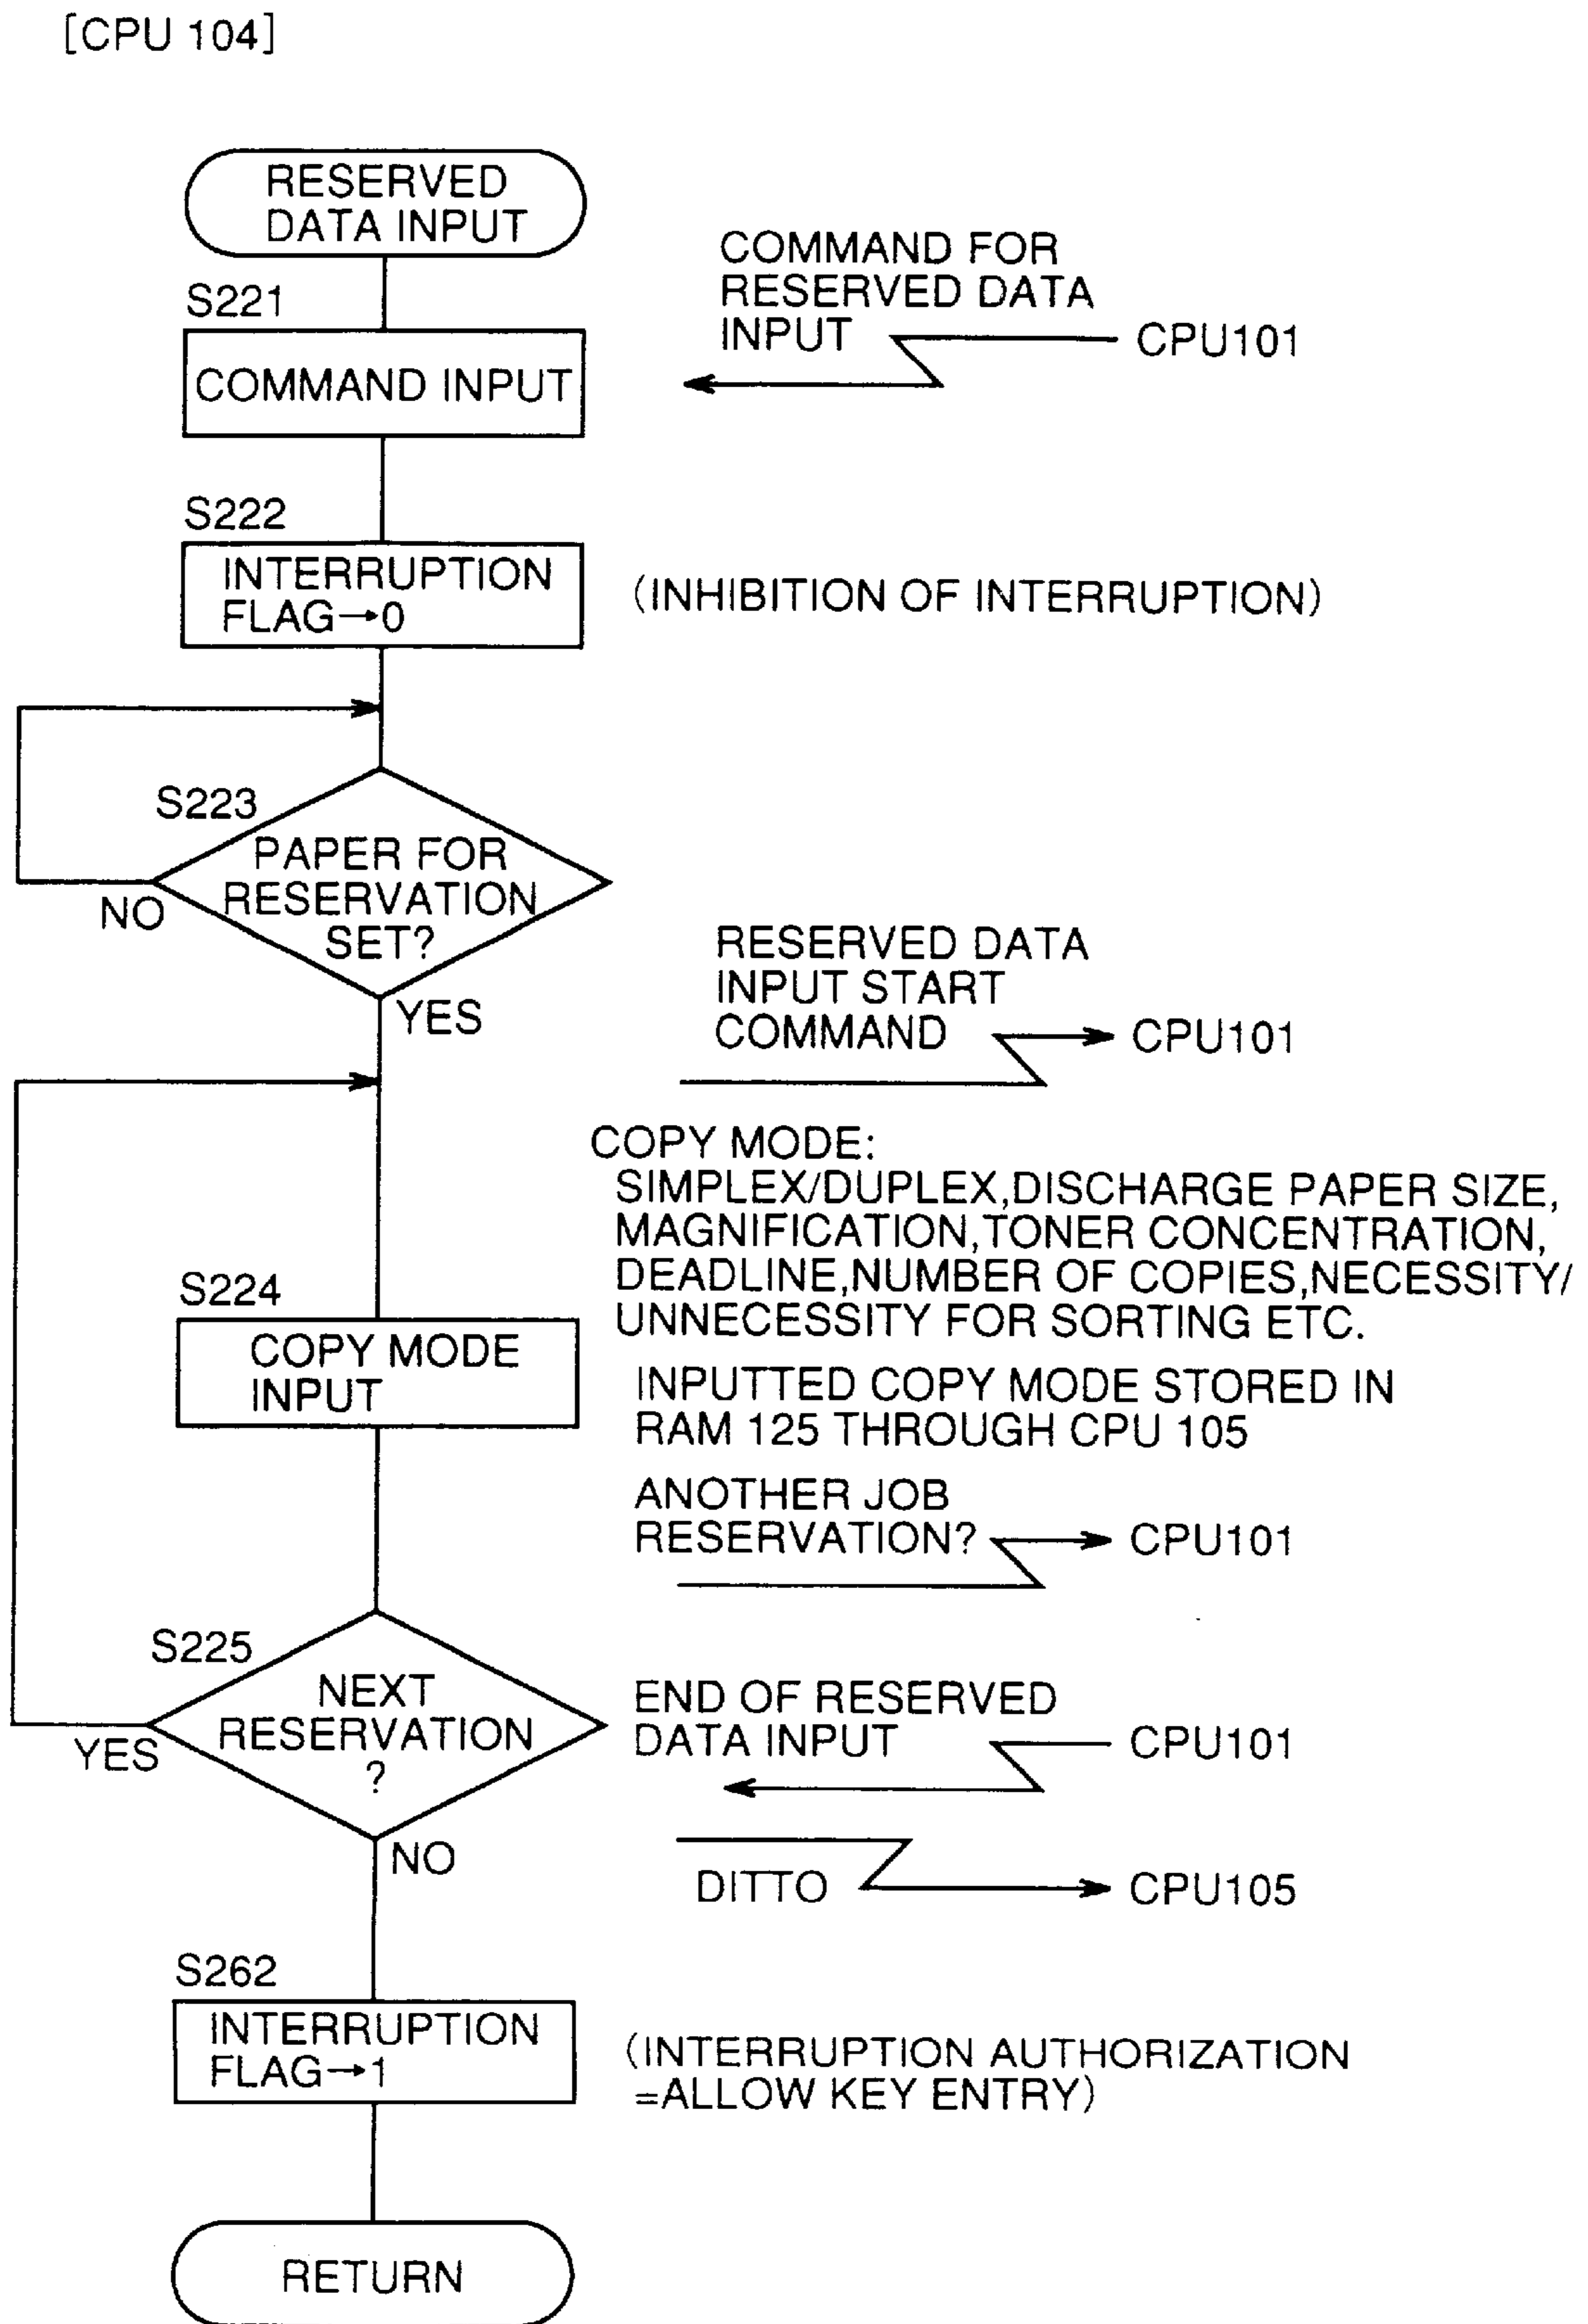 [CPU 104]
RESERVED
DATA INPUT
COMMAND FOR
RESERVED DATA
INPUT
CPU101
S221
COMMAND INPUT
S222
INTERRUPTION
FLAG→0
(INHIBITION OF INTERRUPTION)
S223
PAPER FOR
RESERVATION
SET?
NO
YES
RESERVED DATA
INPUT START
COMMAND
CPU101
COPY MODE:
SIMPLEX/DUPLEX,DISCHARGE PAPER SIZE,
MAGNIFICATION,TONER CONCENTRATION,
DEADLINE,NUMBER OF COPIES,NECESSITY/
UNNECESSITY FOR SORTING ETC.
S224
COPY MODE
INPUT
INPUTTED COPY MODE STORED IN
RAM 125 THROUGH CPU 105
ANOTHER JOB
RESERVATION?
CPU101
S225
NEXT
RESERVATION
?
YES
NO
END OF RESERVED
DATA INPUT
CPU101
DITTO
CPU105
S262
INTERRUPTION
FLAG→1
(INTERRUPTION AUTHORIZATION
=ALLOW KEY ENTRY)
RETURN